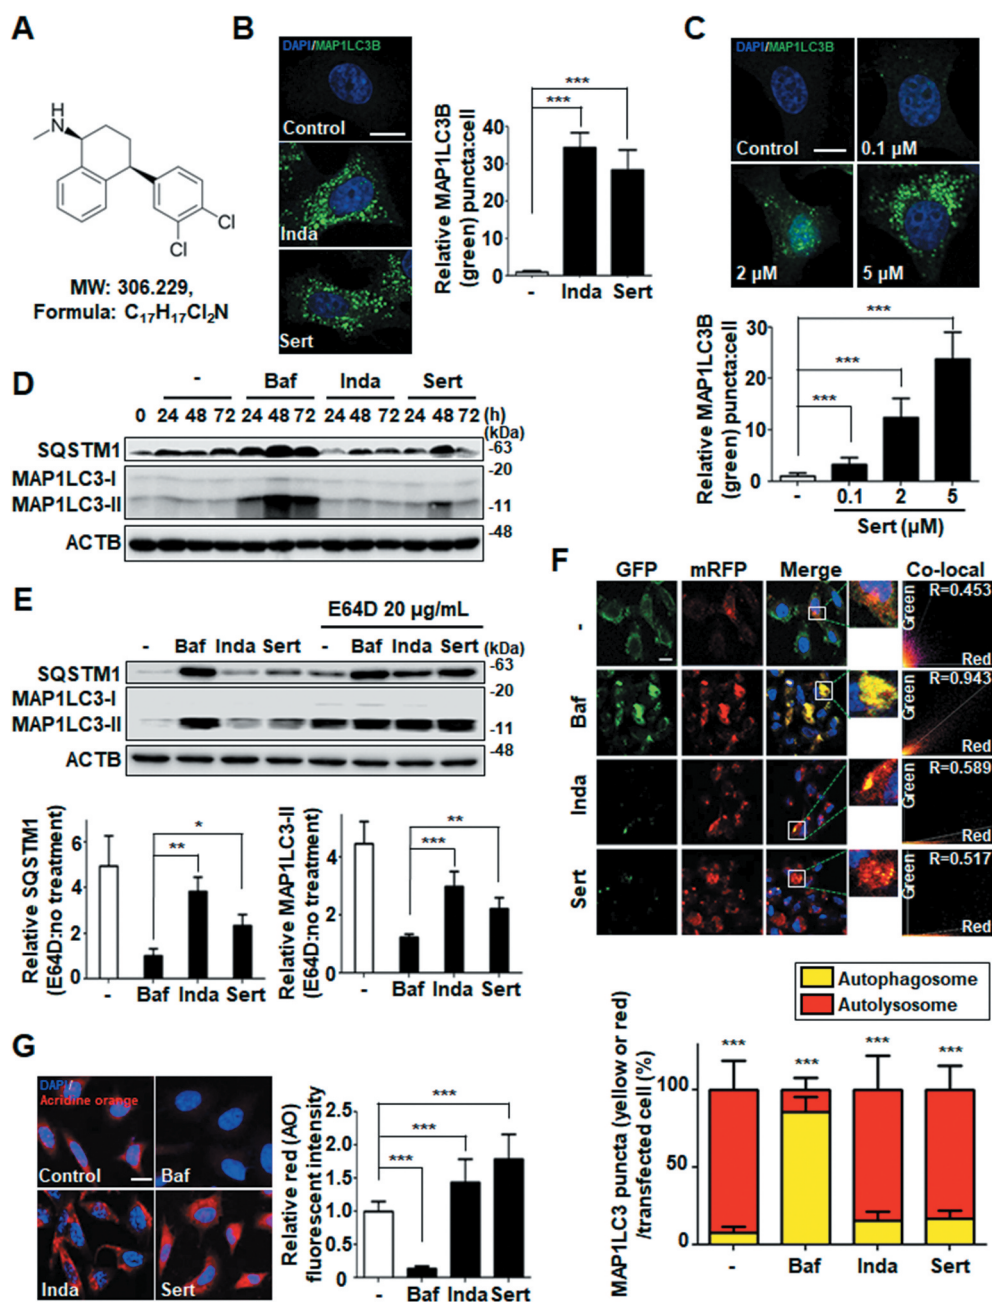 A
H
N
Cl
Cl
MW: 306.229,
Formula: C₁₇H₁₇Cl₂N
B
DAPI/MAP1LC3B
Control
Inda
Sert
Relative MAP1LC3B
(green) puncta:cell
40
30
20
10
0
***
***
- Inda Sert
C
DAPI/MAP1LC3B
Control
0.1 µM
2 µM
5 µM
Relative MAP1LC3B
(green) puncta:cell
30
20
10
0
***
***
***
- 0.1 2 5
Sert (µM)
D
- Baf Inda Sert
0 24 48 72 24 48 72 24 48 72 24 48 72 (h)
(kDa)
SQSTM1
-63
-20
MAP1LC3-I
MAP1LC3-II
-11
-48
ACTB
E
E64D 20 µg/mL
- Baf Inda Sert - Baf Inda Sert (kDa)
SQSTM1
-63
-20
MAP1LC3-I
MAP1LC3-II
-11
-48
ACTB
Relative SQSTM1
(E64D:no treatment)
6
4
2
0
*
**
- Baf Inda Sert
Relative MAP1LC3-II
(E64D:no treatment)
4
2
0
**
***
- Baf Inda Sert
F
GFP mRFP Merge Co-local
-
Green
R=0.453
Red
Baf
Green
R=0.943
Red
Inda
Green
R=0.589
Red
Sert
Green
R=0.517
Red
Autophagosome
Autolysosome
MAP1LC3 puncta (yellow or red)
/transfected cell (%)
100
50
0
*** *** *** ***
- Baf Inda Sert
G
DAPI/
Acridine orange
Control
Baf
Inda
Sert
Relative red (AO)
fluorescent intensity
2.5
2.0
1.5
1.0
0.5
0
***
***
***
- Baf Inda Sert